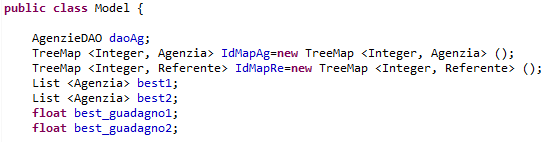 public class Model {
AgenzieDAO daoAg;
TreeMap <Integer, Agenzia> IdMapAg=new TreeMap <Integer, Agenzia> ();
TreeMap <Integer, Referente> IdMapRe=new TreeMap <Integer, Referente> ();
List <Agenzia> best1;
List <Agenzia> best2;
float best_guadagno1;
float best_guadagno2;